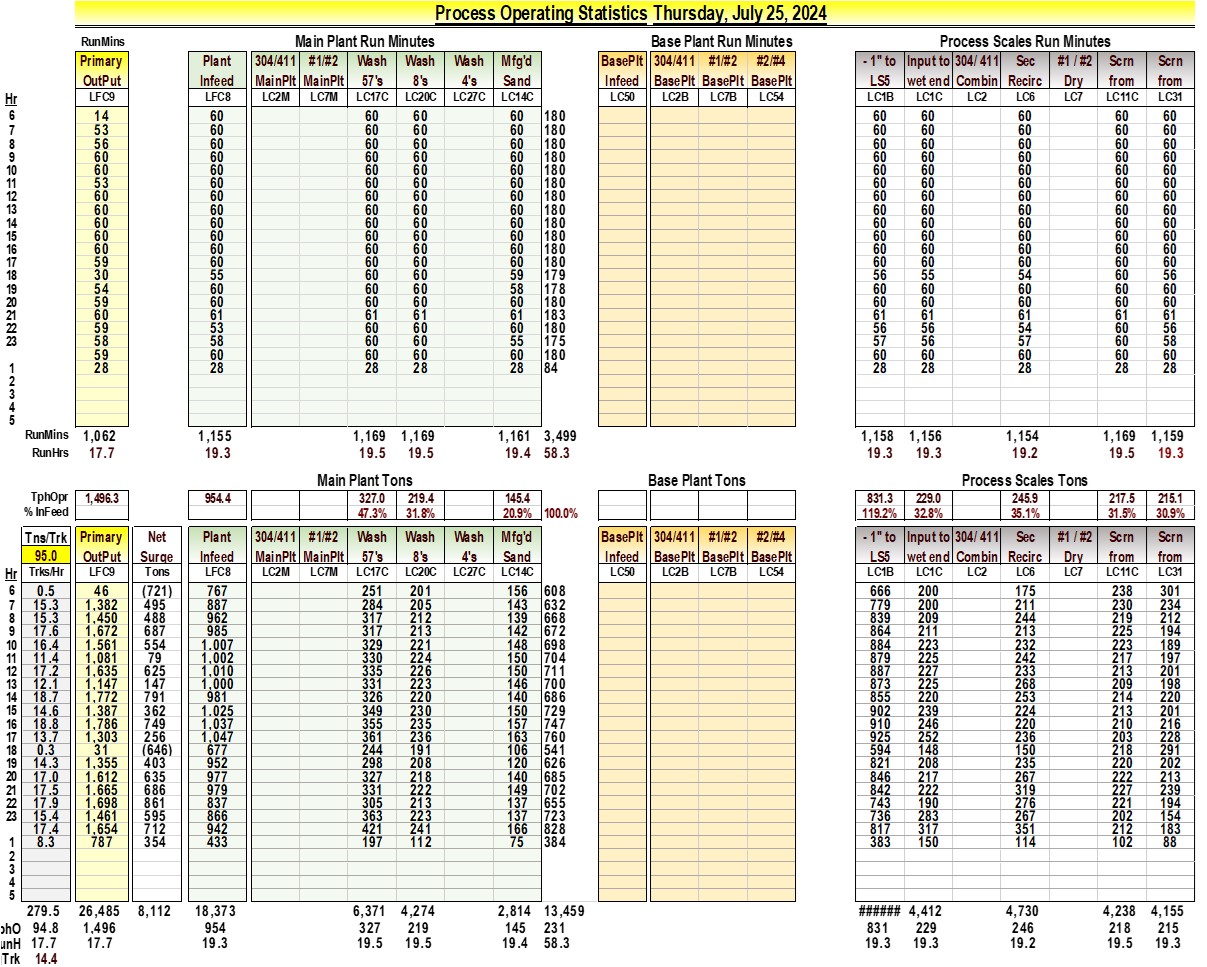 Process Operating Statistics Thursday, July 25, 2024
RunMins Main Plant Run Minutes Base Plant Run Minutes Process Scales Run Minutes
Primary Plant 304/411 #1/#2 Wash Wash Wash Mfg'd BasePlt 304/411 #1/#2 #2/#4 - 1" to Input to 304/ 411 Sec #1 / #2 Scrn Scrn
OutPut Infeed MainPlt MainPlt 57's 8's 4's Sand Infeed BasePlt BasePlt BasePlt LS5 wet end Combin Recirc Dry from from
Hr LFC9 LFC8 LC2M LC7M LC17C LC20C LC27C LC14C LC50 LC2B LC7B LC54 LC1B LC1C LC2 LC6 LC7 LC11C LC31
6 14 60 60 60 60 180 60 60 60 60 60
7 53 60 60 60 60 180 60 60 60 60 60
8 56 60 60 60 60 180 60 60 60 60 60
9 60 60 60 60 60 180 60 60 60 60 60
10 60 60 60 60 60 180 60 60 60 60 60
11 53 60 60 60 60 180 60 60 60 60 60
12 60 60 60 60 60 180 60 60 60 60 60
13 60 60 60 60 60 180 60 60 60 60 60
14 60 60 60 60 60 180 60 60 60 60 60
15 60 60 60 60 60 180 60 60 60 60 60
16 60 60 60 60 60 180 60 60 60 60 60
17 59 60 60 60 60 180 60 60 60 60 60
18 30 55 60 60 59 179 56 55 54 60 56
19 54 60 60 60 58 178 60 60 60 60 60
20 59 60 60 60 60 180 60 60 60 60 60
21 60 61 61 61 61 183 61 61 61 61 61
22 59 53 60 60 60 180 56 56 54 60 56
23 58 58 60 60 55 175 57 56 57 60 58
59 60 60 60 60 180 60 60 60 60 60
1 28 28 28 28 28 84 28 28 28 28 28
2
3
4
5
RunMins 1,062 1,155 1,169 1,169 1,161 3,499 1,158 1,156 1,154 1,169 1,159
RunHrs 17.7 19.3 19.5 19.5 19.4 58.3 19.3 19.3 19.2 19.5 19.3
Main Plant Tons Base Plant Tons Process Scales Tons
TphOpr 1,496.3 954.4 327.0 219.4 145.4 831.3 229.0 245.9 217.5 215.1
% InFeed 47.3% 31.8% 20.9% 100.0% 119.2% 32.8% 35.1% 31.5% 30.9%
Tns/Trk Primary Net Plant 304/411 #1/#2 Wash Wash Wash Mfg'd BasePlt 304/411 #1/#2 #2/#4 - 1" to Input to 304/ 411 Sec #1 / #2 Scrn Scrn
95.0 OutPut Surge Infeed MainPlt MainPlt 57's 8's 4's Sand Infeed BasePlt BasePlt BasePlt LS5 wet end Combin Recirc Dry from from
Hr Trks/Hr LFC9 Tons LFC8 LC2M LC7M LC17C LC20C LC27C LC14C LC50 LC2B LC7B LC54 LC1B LC1C LC2 LC6 LC7 LC11C LC31
6 0.5 46 (721) 767 251 201 156 608 666 200 175 238 301
7 15.3 1,382 495 887 284 205 143 632 779 200 211 230 234
8 15.3 1,450 488 962 317 212 139 668 839 209 244 219 212
9 17.6 1,672 687 985 317 213 142 672 864 211 213 225 194
10 16.4 1,561 554 1,007 329 221 148 698 884 223 232 223 189
11 11.4 1,081 79 1,002 330 224 150 704 879 225 242 217 197
12 17.2 1,635 625 1,010 335 226 150 711 887 227 233 213 201
13 12.1 1,147 147 1,000 331 223 146 700 873 225 268 209 198
14 18.7 1,772 791 981 326 220 140 686 855 220 253 214 220
15 14.6 1,387 362 1,025 349 230 150 729 902 239 224 213 201
16 18.8 1,786 749 1,037 355 235 157 747 910 246 220 210 216
17 13.7 1,303 256 1,047 361 236 163 760 925 252 236 203 228
18 0.3 31 (646) 677 244 191 106 541 594 148 150 218 291
19 14.3 1,355 403 952 298 208 120 626 821 208 235 220 202
20 17.0 1,612 635 977 327 218 140 685 846 217 267 222 213
21 17.5 1,665 686 979 331 222 149 702 842 222 319 227 239
22 17.9 1,698 861 837 305 213 137 655 743 190 276 221 194
23 15.4 1,461 595 866 363 223 137 723 736 283 267 202 154
17.4 1,654 712 942 421 241 166 828 817 317 351 212 183
1 8.3 787 354 433 197 112 75 384 383 150 114 102 88
2
3
4
5
279.5 26,485 8,112 18,373 6,371 4,274 2,814 13,459 ###### 4,412 4,730 4,238 4,155
phO 94.8 1,496 954 327 219 145 231 831 229 246 218 215
unH 17.7 17.7 19.3 19.5 19.5 19.4 58.3 19.3 19.3 19.2 19.5 19.3
Trk 14.4